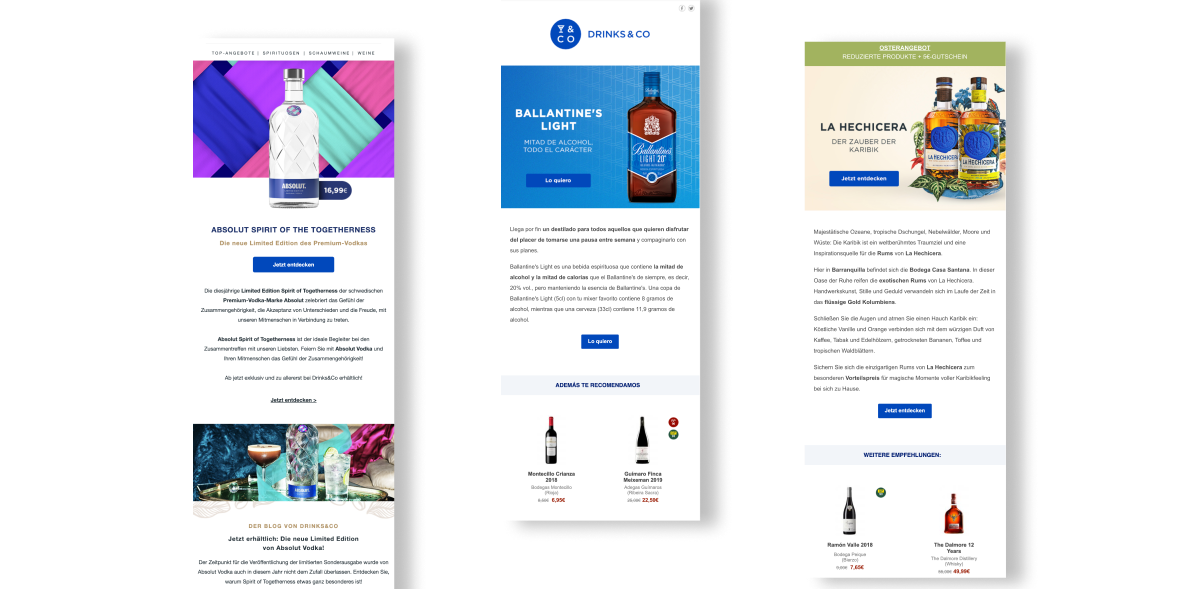 TOP-ANGEBOTE | SPIRITUOSEN | SCHAUMWEINE | WEINE
ABSOLUT.
16,99€
ABSOLUT SPIRIT OF THE TOGETHERNESS
Die neue Limited Edition des Premium-Vodkas
Jetzt entdecken
Die diesjährige Limited Edition Spirit of Togetherness der schwedischen
Premium-Vodka-Marke Absolut zelebriert das Gefühl der
Zusammengehörigkeit, die Akzeptanz von Unterschieden und die Freude, mit
unseren Mitmenschen in Verbindung zu treten.
Absolut Spirit of Togetherness ist der ideale Begleiter bei den
Zusammentreffen mit unseren Liebsten. Feiern Sie mit Absolut Vodka und
Ihren Mitmenschen das Gefühl der Zusammengehörigkeit!
Ab jetzt exklusiv und zu allererst bei Drinks&Co erhältlich!
Jetzt entdecken >
ABSOLUT.
DER BLOG VON DRINKS&CO
Jetzt erhältlich: Die neue Limited Edition
von Absolut Vodka!
Der Zeitpunkt für die Veröffentlichung der limitierten Sonderausgabe wurde von
Absolut Vodka auch in diesem Jahr nicht dem Zufall überlassen. Entdecken Sie,
warum Spirit of Togetherness etwas ganz besonderes ist!
Y &
CO
DRINKS & CO
BALLANTINE'S
LIGHT
MITAD DE ALCOHOL,
TODO EL CARÁCTER
Lo quiero
Ballantine's
LIGHT 20°
Llega por fin un destilado para todos aquellos que quieren disfrutar
del placer de tomarse una pausa entre semana y compaginarlo con
sus planes.
Ballantine's Light es una bebida espirituosa que contiene la mitad de
alcohol y la mitad de calorías que el Ballantine's de siempre, es decir,
20% vol., pero manteniendo la esencia de Ballantine's. Una copa de
Ballantine's Light (5cl) con tu mixer favorito contiene 8 gramos de
alcohol, mientras que una cerveza (33cl) contiene 11,9 gramos de
alcohol.
Lo quiero
ADEMÁS TE RECOMENDAMOS
Montecillo Crianza
2018
Bodegas Montecillo
(Rioja)
6,95€
Guimaro Finca
Meixeman 2019
Adegas Guimaros
(Ribeira Sacra)
22,59€
OSTERANGEBOT
REDUZIERTE PRODUKTE + 5€-GUTSCHEIN
LA HECHICERA
DER ZAUBER DER
KARIBIK
Jetzt entdecken
LA HECHICERA
LA HECHICERA
Majestätische Ozeane, tropische Dschungel, Nebelwälder, Moore und
Wüste: Die Karibik ist ein weltberühmtes Traumziel und eine
Inspirationsquelle für die Rums von La Hechicera.
Hier in Barranquilla befindet sich die Bodega Casa Santana. In dieser
Oase der Ruhe reifen die exotischen Rums von La Hechicera.
Handwerkskunst, Stille und Geduld verwandeln sich im Laufe der Zeit in
das flüssige Gold Kolumbiens.
Schließen Sie die Augen und atmen Sie einen Hauch Karibik ein:
Köstliche Vanille und Orange verbinden sich mit dem würzigen Duft von
Kaffee, Tabak und Edelhölzern, getrockneten Bananen, Toffee und
tropischen Waldblättern.
Sichern Sie sich die einzigartigen Rums von La Hechicera zum
besonderen Vorteilspreis für magische Momente voller Karibikfeeling
bei sich zu Hause.
Jetzt entdecken
WEITERE EMPFEHLUNGEN:
Ramón Valle 2018
Bodega Peique
(Bierzo)
7,65€
The Dalmore 12
Years
The Dalmore Distillery
(Whisky)
49,99€